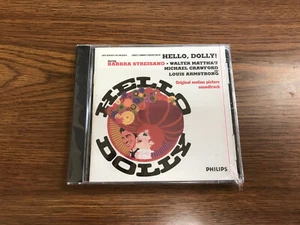 HELLO, DOLLY!
BARBRA STREISAND • WALTER MATTHAU
MICHAEL CRAWFORD
LOUIS ARMSTRONG
Original motion picture
soundtrack
HELLO
DOLLY
PHILIPS